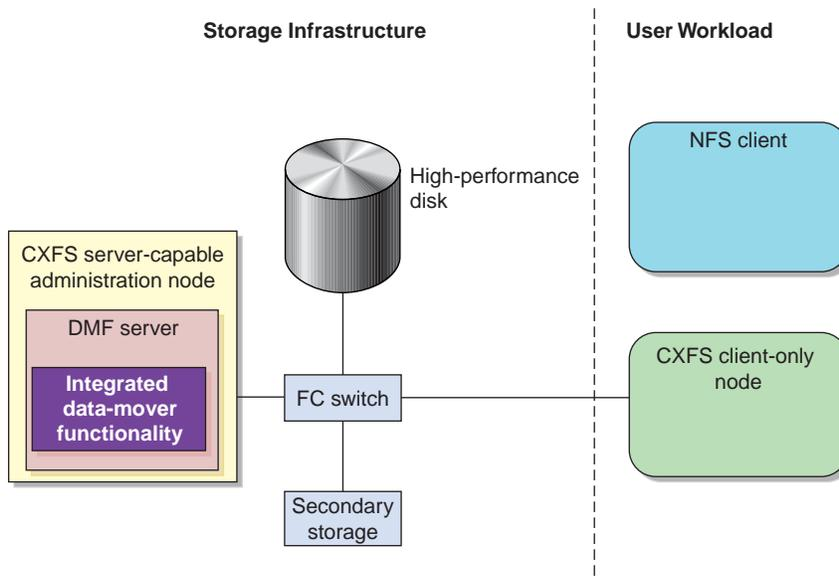 Storage Infrastructure
User Workload
NFS client
High-performance
disk
CXFS server-capable
administration node
DMF server
Integrated
data-mover
functionality
FC switch
CXFS client-only
node
Secondary
storage